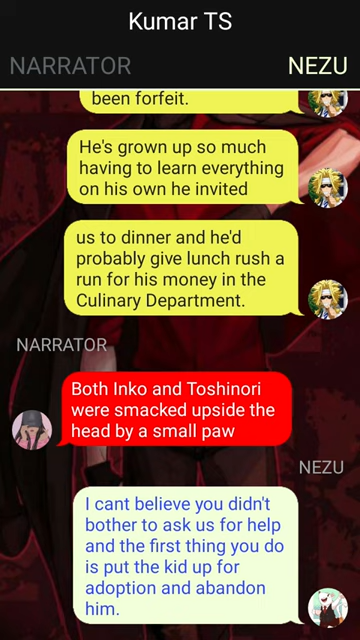 Kumar TS
NARRATOR
NEZU
been forfeit.
He's grown up so much
having to learn everything
on his own he invited
us to dinner and he'd
probably give lunch rush a
run for his money in the
Culinary Department.
NARRATOR
Both Inko and Toshinori
were smacked upside the
head by a small paw
NEZU
I cant believe you didn't
bother to ask us for help
and the first thing you do
is put the kid up for
adoption and abandon
him.